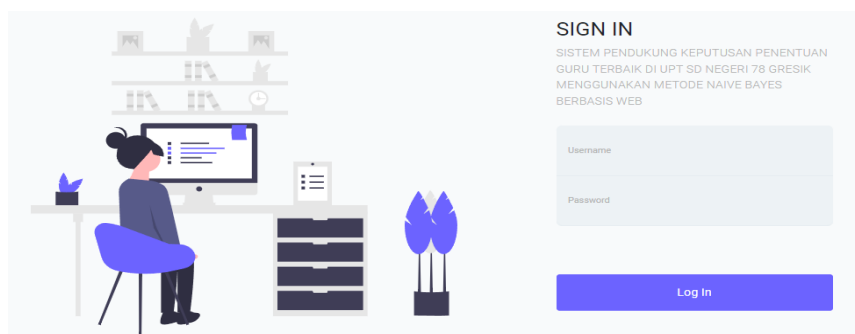 SIGN IN
SISTEM PENDUKUNG KEPUTUSAN PENENTUAN
GURU TERBAIK DI UPT SD NEGERI 78 GRESIK
MENGGUNAKAN METODE NAIVE BAYES
BERBASIS WEB
Username
Password
Log In